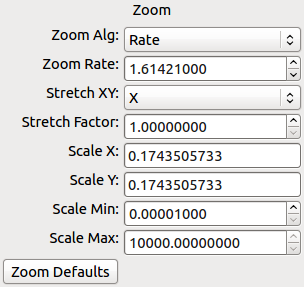 Zoom
Zoom Alg: Rate
Zoom Rate: 1.61421000
Stretch XY: X
Stretch Factor: 1.00000000
Scale X: 0.1743505733
Scale Y: 0.1743505733
Scale Min: 0.00001000
Scale Max: 10000.00000000
Zoom Defaults